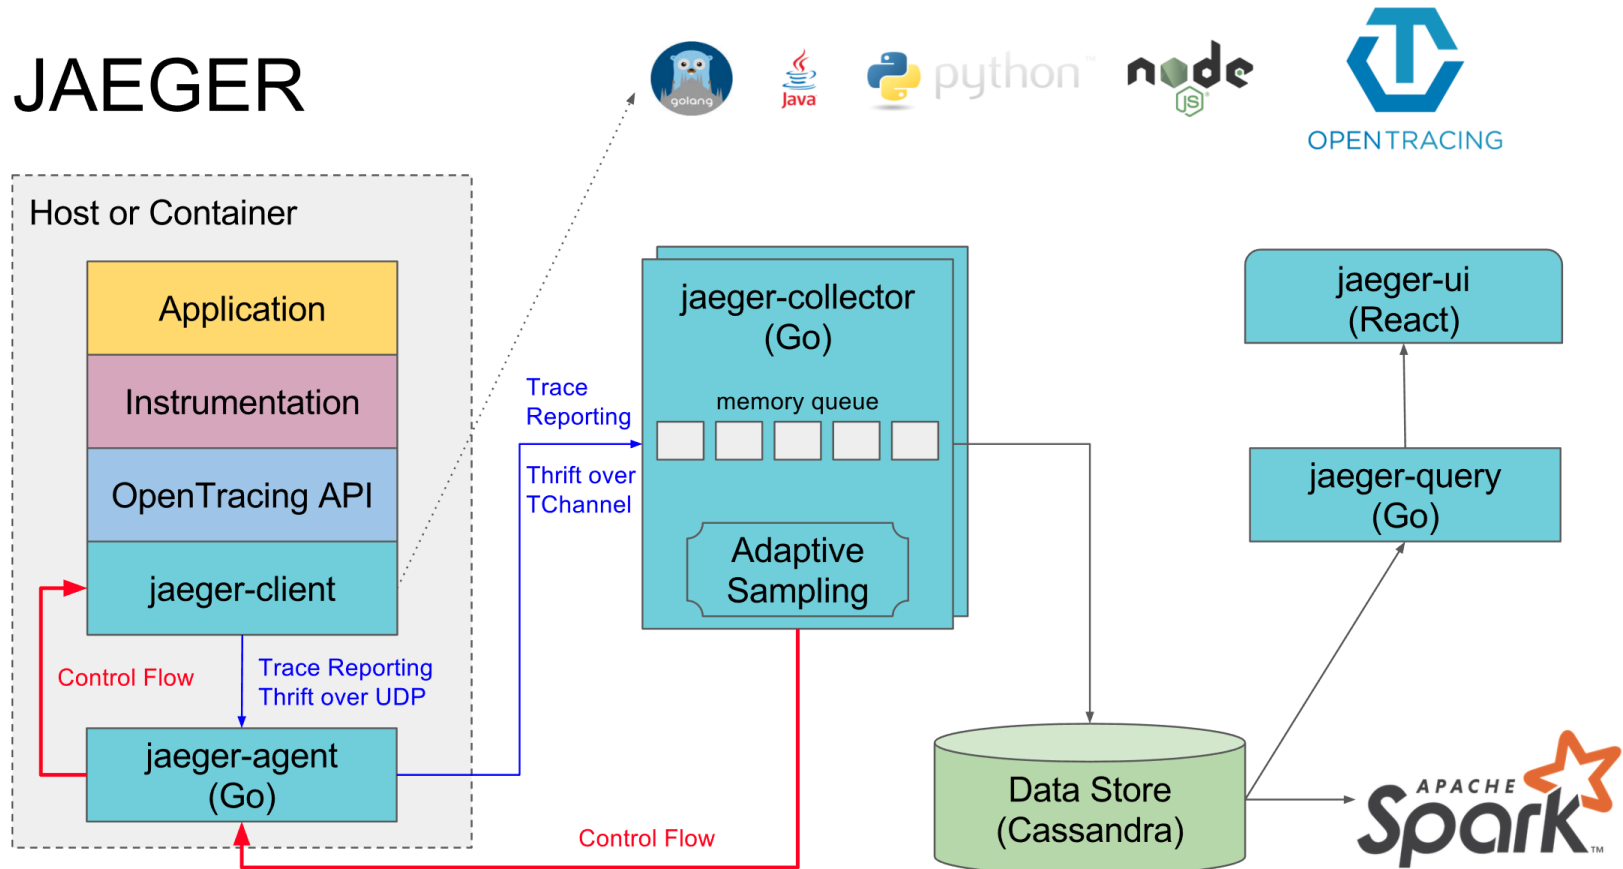 JAEGER
golang
Java
python
node
JS
OPENTRACING
Host or Container
Application
Instrumentation
OpenTracing API
jaeger-client
Control Flow
Trace Reporting
Thrift over UDP
jaeger-agent
(Go)
Trace
Reporting
Thrift over
TChannel
jaeger-collector
(Go)
memory queue
Adaptive
Sampling
Control Flow
Data Store
(Cassandra)
jaeger-ui
(React)
jaeger-query
(Go)
APACHE
Spark™